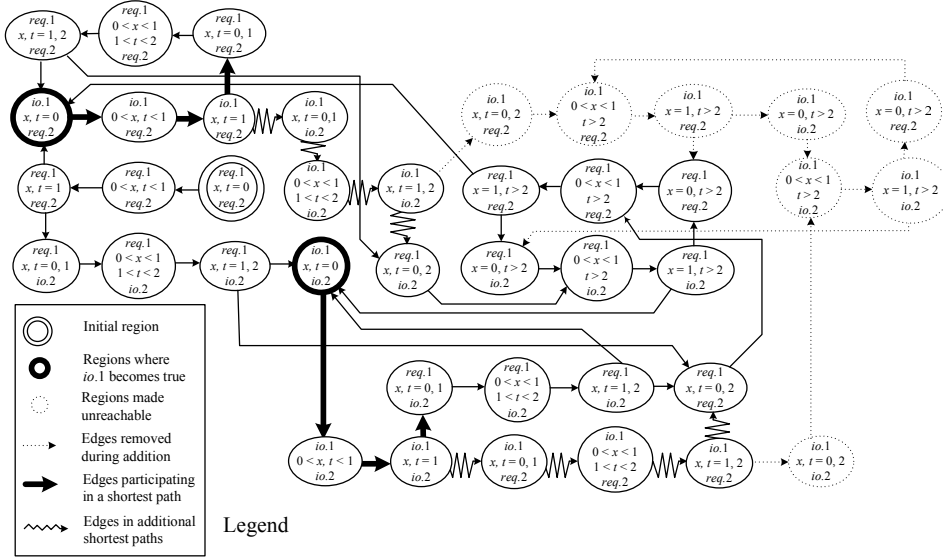 req.1
x, t = 1, 2
req.2
req.1
0 < x < 1
1 < t < 2
req.2
req.1
x, t = 0, 1
req.2
io.1
x, t = 0
req.2
io.1
0 < x, t < 1
req.2
io.1
x, t = 1
req.2
io.1
x, t = 0,1
io.2
io.1
x, t = 0, 2
req.2
io.1
0 < x < 1
t > 2
req.2
io.1
x = 1, t > 2
req.2
io.1
x = 0, t > 2
io.2
io.1
x = 0, t > 2
req.2
req.1
x, t = 1
req.2
req.1
0 < x, t < 1
req.2
req.1
x, t = 0
req.2
io.1
0 < x < 1
1 < t < 2
io.2
io.1
x, t = 1, 2
io.2
req.1
x = 1, t > 2
req.2
req.1
0 < x < 1
t > 2
req.2
req.1
x = 0, t > 2
req.2
io.1
0 < x < 1
t > 2
io.2
io.1
x = 1, t > 2
io.2
req.1
x, t = 0, 1
io.2
req.1
0 < x < 1
1 < t < 2
io.2
req.1
x, t = 1, 2
io.2
io.1
x, t = 0
io.2
req.1
x, t = 0, 2
io.2
req.1
x = 0, t > 2
io.2
req.1
0 < x < 1
t > 2
io.2
req.1
x = 1, t > 2
io.2
req.1
x, t = 0, 1
io.2
req.1
0 < x < 1
1 < t < 2
io.2
req.1
x, t = 1, 2
io.2
req.1
x, t = 0, 2
req.2
io.1
0 < x, t < 1
io.2
io.1
x, t = 1
io.2
io.1
x, t = 0, 1
req.2
io.1
0 < x < 1
1 < t < 2
req.2
io.1
x, t = 1, 2
req.2
io.1
x, t = 0, 2
io.2
Initial region
Regions where
io.1 becomes true
Regions made
unreachable
Edges removed
during addition
Edges participating
in a shortest path
Edges in additional
shortest paths
Legend